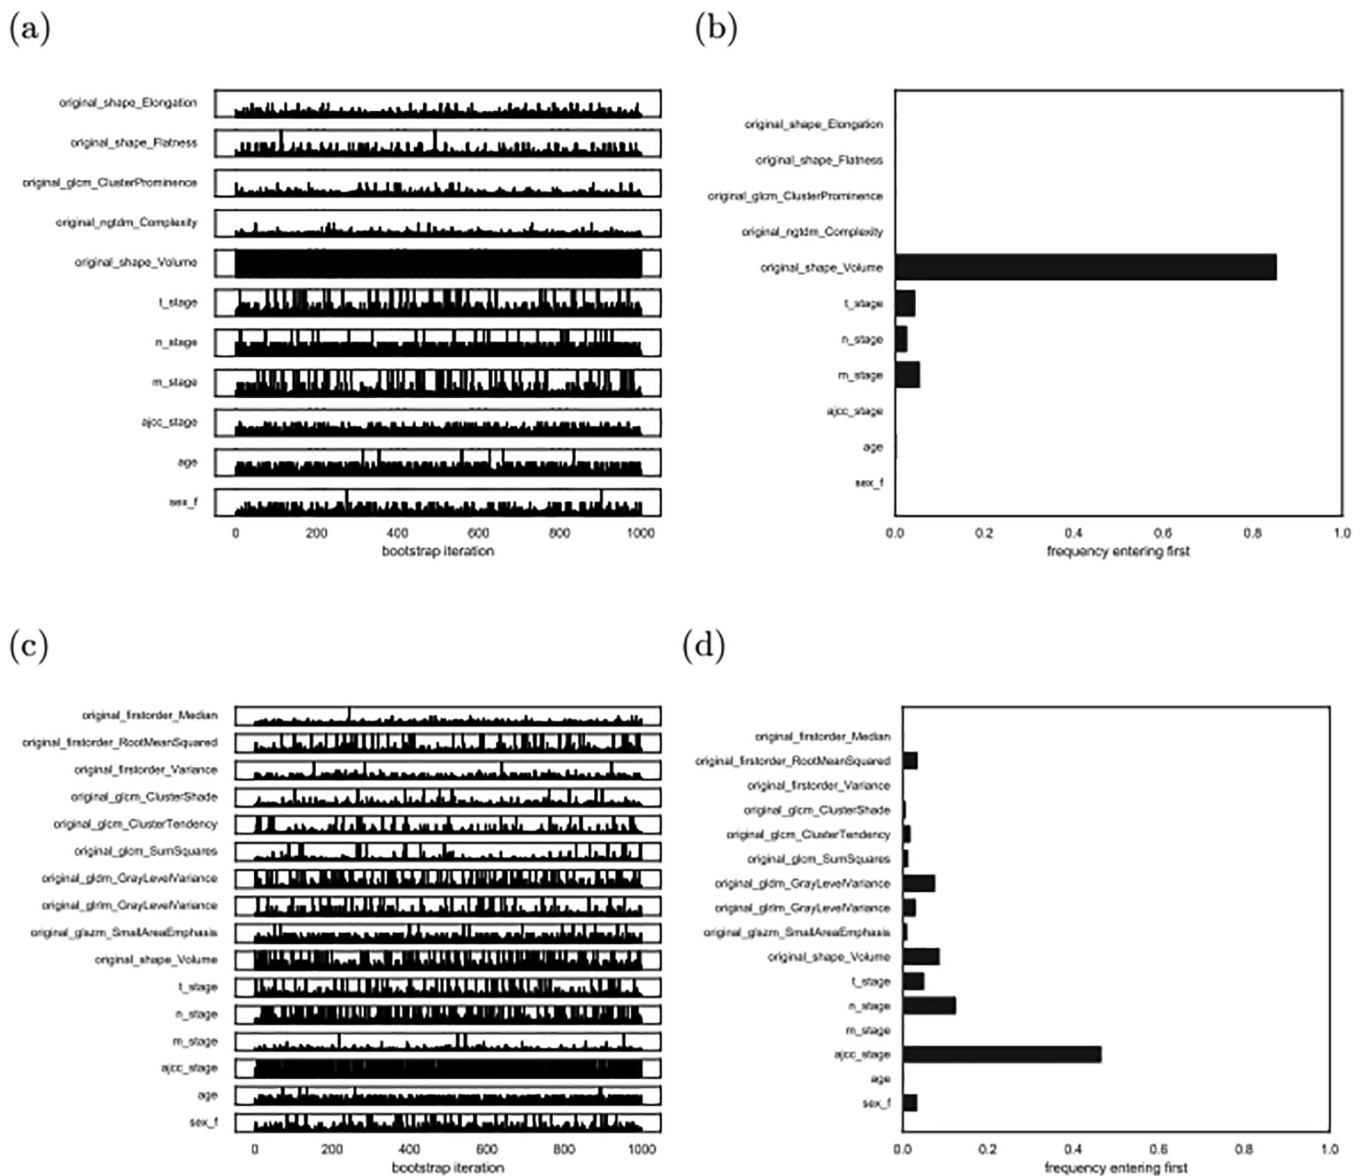 (a)
original_shape_Elongation
original_shape_Flatness
original_glcm_ClusterProminence
original_ngtdm_Complexity
original_shape_Volume
t_stage
n_stage
m_stage
ajcc_stage
age
sex_f
0 200 400 600 800 1000
bootstrap iteration
(b)
original_shape_Elongation
original_shape_Flatness
original_glcm_ClusterProminence
original_ngtdm_Complexity
original_shape_Volume
t_stage
n_stage
m_stage
ajcc_stage
age
sex_f
0.0 0.2 0.4 0.6 0.8 1.0
frequency entering first
(c)
original_firstorder_Median
original_firstorder_RootMeanSquared
original_firstorder_Variance
original_glcm_ClusterShade
original_glcm_ClusterTendency
original_glcm_SumSquares
original_gldm_GrayLevelVariance
original_glrlm_GrayLevelVariance
original_glszm_SmallAreaEmphasis
original_shape_Volume
t_stage
n_stage
m_stage
ajcc_stage
age
sex_f
0 200 400 600 800 1000
bootstrap iteration
(d)
original_firstorder_Median
original_firstorder_RootMeanSquared
original_firstorder_Variance
original_glcm_ClusterShade
original_glcm_ClusterTendency
original_glcm_SumSquares
original_gldm_GrayLevelVariance
original_glrlm_GrayLevelVariance
original_glszm_SmallAreaEmphasis
original_shape_Volume
t_stage
n_stage
m_stage
ajcc_stage
age
sex_f
0.0 0.2 0.4 0.6 0.8 1.0
frequency entering first